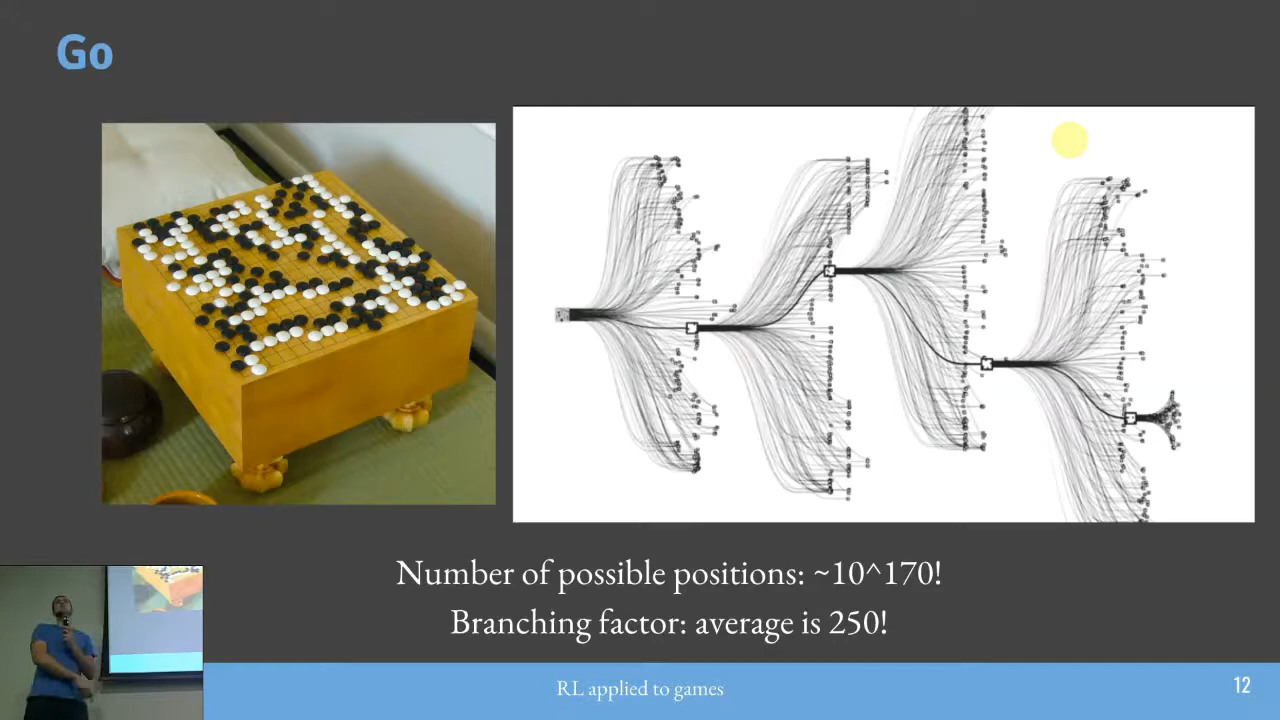 Go
Number of possible positions: ~10^170!
Branching factor: average is 250!
RL applied to games
12